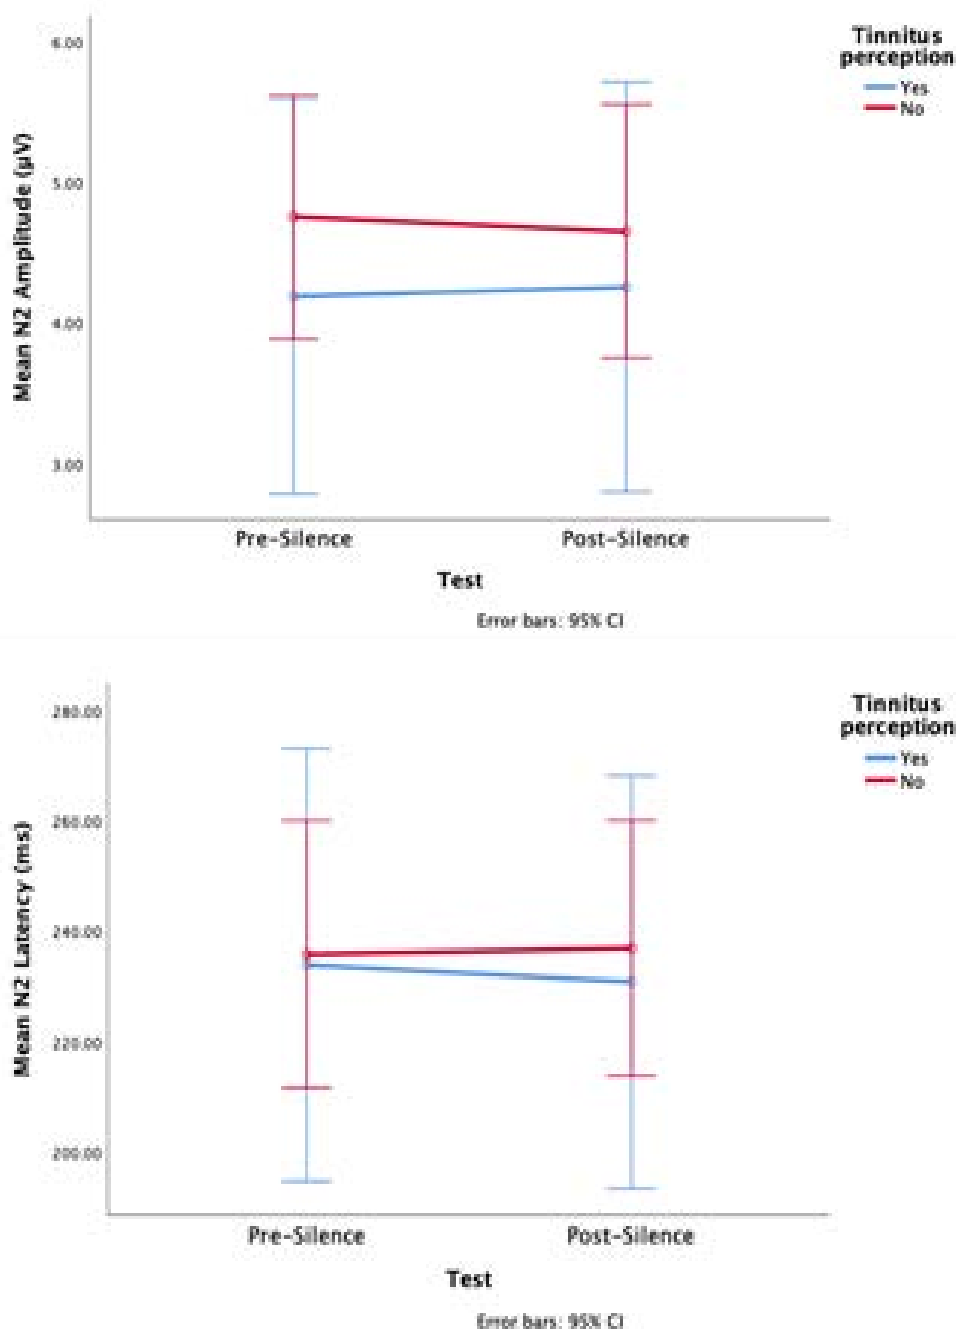 Tinnitus
perception
Yes
No
Mean N2 Amplitude (µV)
6.00
5.00
4.00
3.00
Pre-Silence
Post-Silence
Test
Error bars: 95% CI
Tinnitus
perception
Yes
No
Mean N2 Latency (ms)
280.00
260.00
240.00
220.00
200.00
Pre-Silence
Post-Silence
Test
Error bars: 95% CI